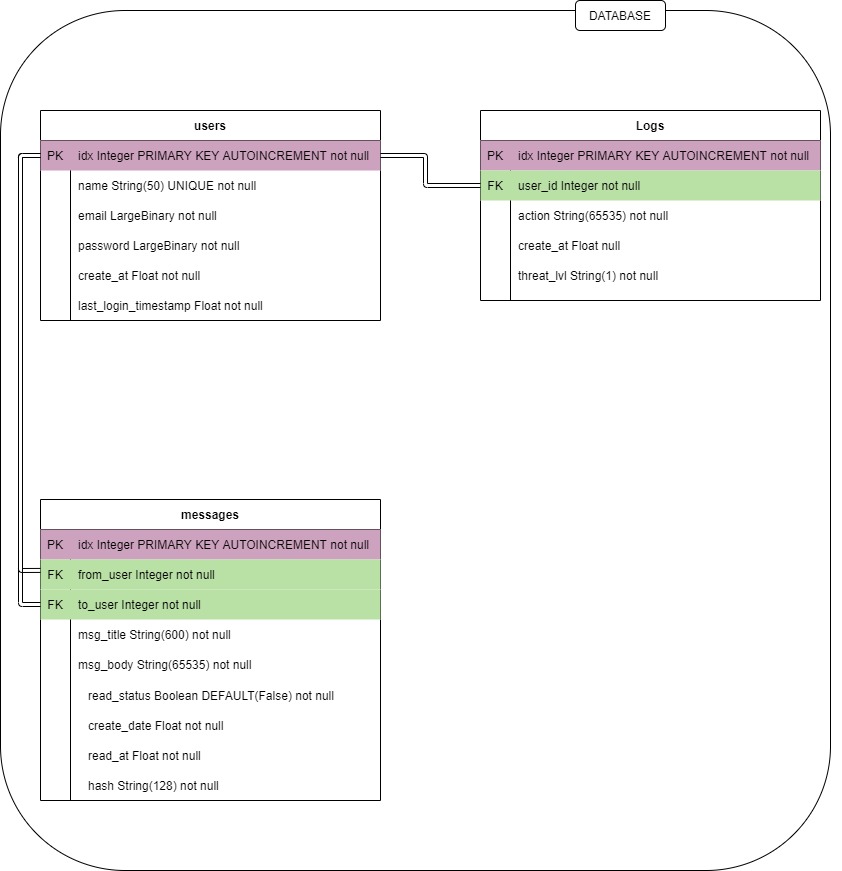 DATABASE
users
PK idx Integer PRIMARY KEY AUTOINCREMENT not null
name String(50) UNIQUE not null
email LargeBinary not null
password LargeBinary not null
create_at Float not null
last_login_timestamp Float not null
Logs
PK idx Integer PRIMARY KEY AUTOINCREMENT not null
FK user_id Integer not null
action String(65535) not null
create_at Float null
threat_lvl String(1) not null
messages
PK idx Integer PRIMARY KEY AUTOINCREMENT not null
FK from_user Integer not null
FK to_user Integer not null
msg_title String(600) not null
msg_body String(65535) not null
read_status Boolean DEFAULT(False) not null
create_date Float not null
read_at Float not null
hash String(128) not null